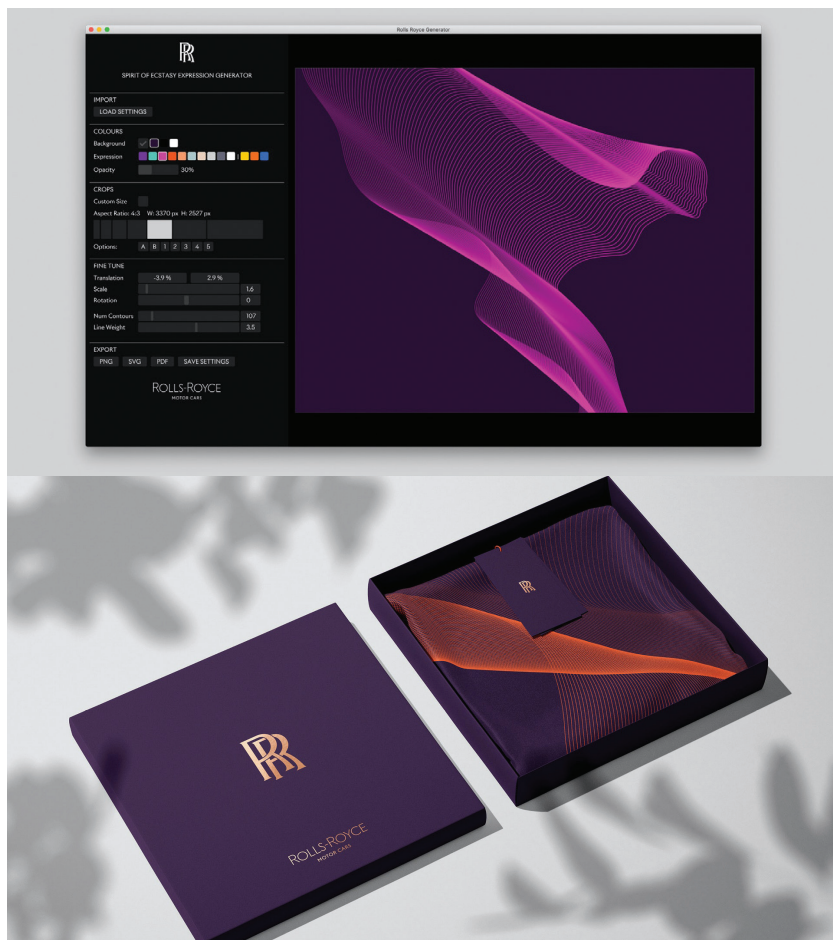 Rolls Royce Generator
RR
SPIRIT OF ECSTASY EXPRESSION GENERATOR
IMPORT
LOAD SETTINGS
COLOURS
Background
Expression
Opacity 30%
CROPS
Custom Size
Aspect Ratio: 4:3 W: 3370 px H: 2527 px
Options: A B 1 2 3 4 5
FINE TUNE
Translation -3.9 % 2.9 %
Scale 1.6
Rotation 0
Num Contours 107
Line Weight 3.5
EXPORT
PNG SVG PDF SAVE SETTINGS
ROLLS-ROYCE
MOTOR CARS
RR
RR
ROLLS-ROYCE
MOTOR CARS